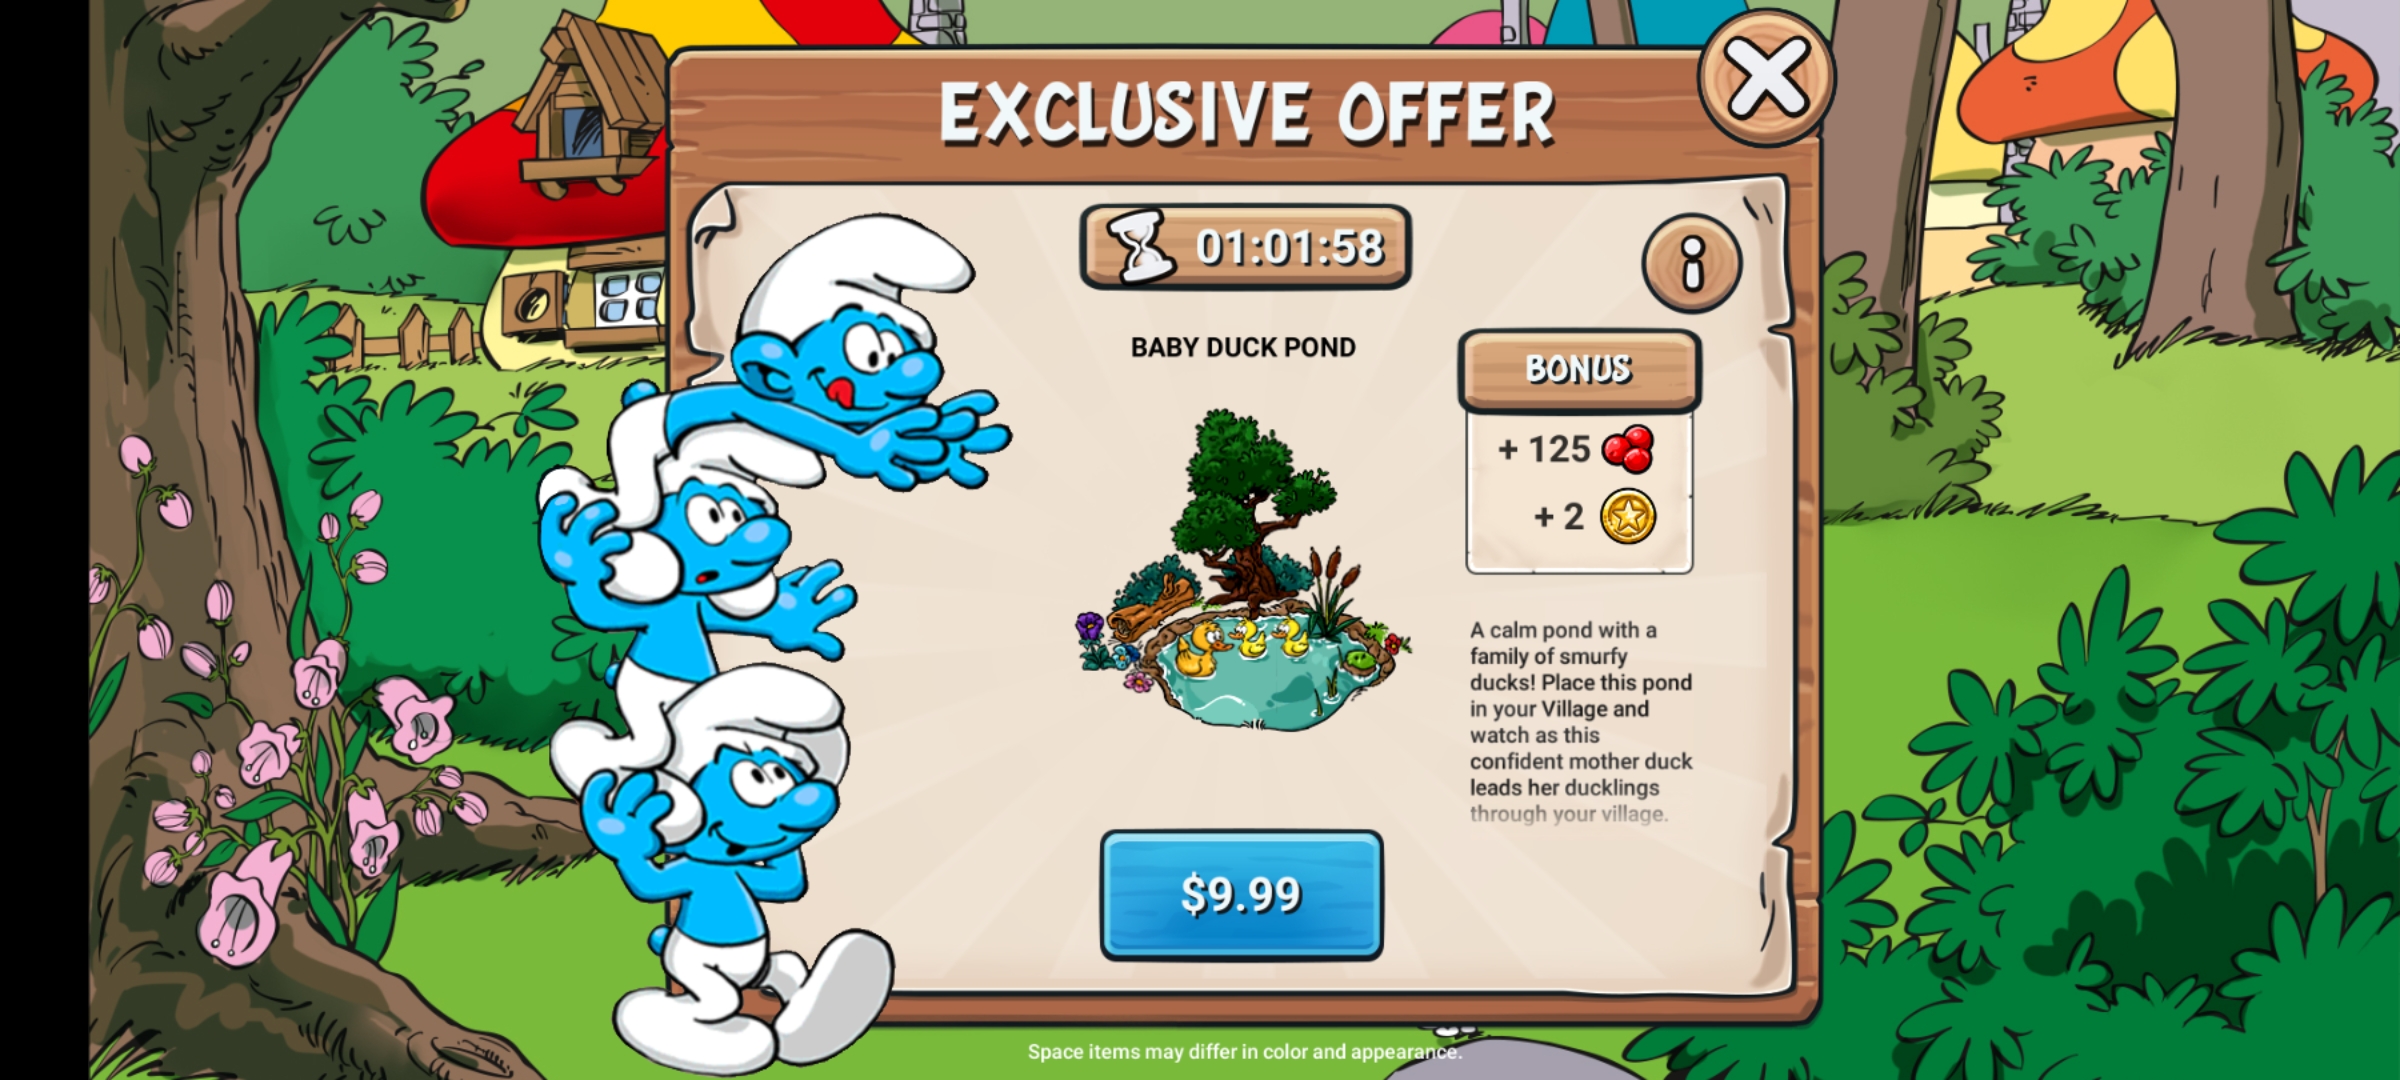 EXCLUSIVE OFFER
01:01:58
BABY DUCK POND
BONUS
+ 125
+ 2
A calm pond with a
family of smurfy
ducks! Place this pond
in your Village and
watch as this
confident mother duck
leads her ducklings
through your village.
$9.99
Space items may differ in color and appearance.